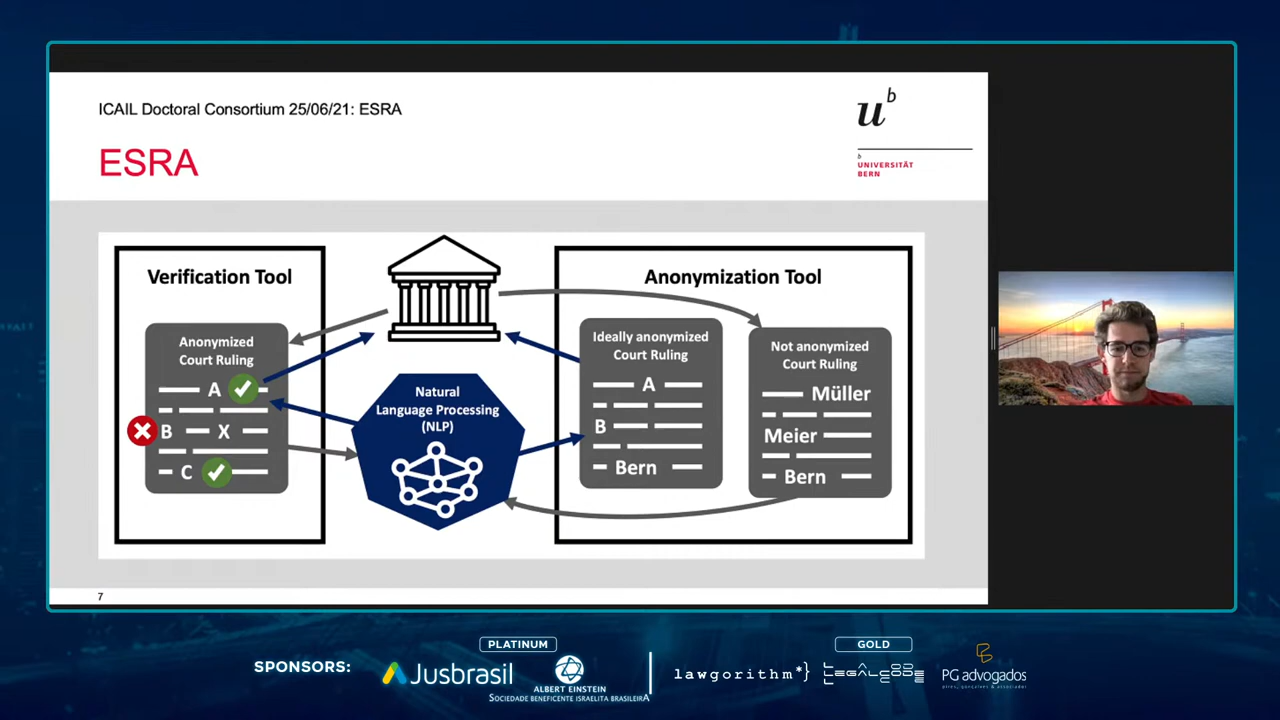 ICAIL Doctoral Consortium 25/06/21: ESRA
ESRA
u
b
b
UNIVERSITÄT
BERN
Verification Tool
Anonymized
Court Ruling
A
B X
C
Natural
Language Processing
(NLP)
Anonymization Tool
Ideally anonymized
Court Ruling
A
B
Bern
Not anonymized
Court Ruling
Müller
Meier
Bern
7
SPONSORS:
PLATINUM
Jusbrasil
ALBERT EINSTEIN
SOCIEDADE BENEFICENTE ISRAELITA BRASILEIRA
GOLD
lawgorithm*}
LEGALCODE
PG advogados